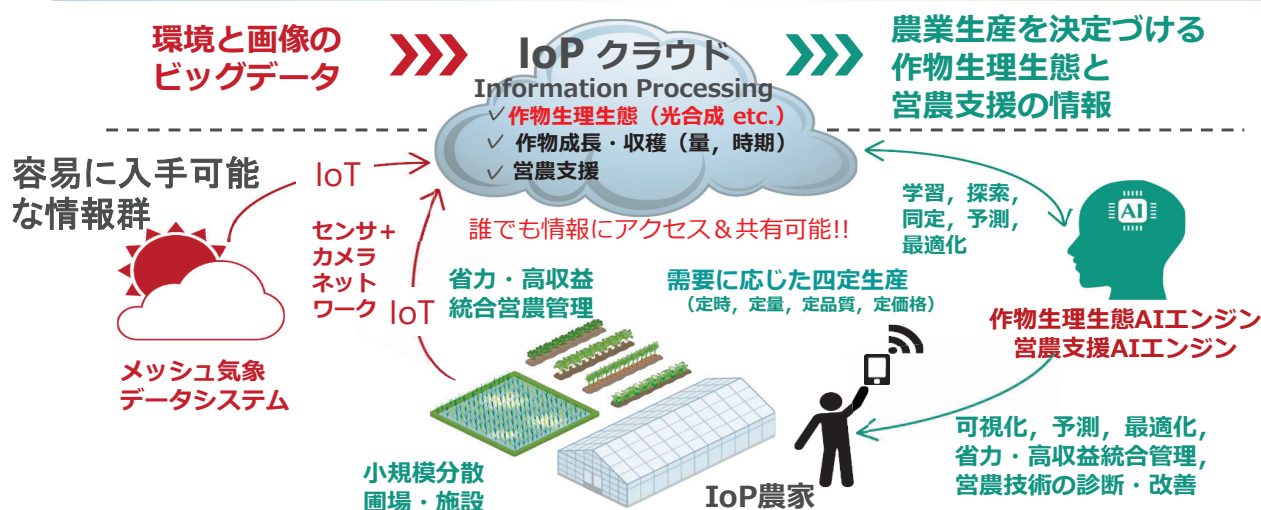 環境と画像の
ビッグデータ
IoP クラウド
Information Processing
✓ 作物生理生態（光合成 etc.）
✓ 作物成長・収穫（量，時期）
✓ 営農支援
農業生産を決定づける
作物生理生態と
営農支援の情報
容易に入手可能
な情報群
IoT
センサ＋
カメラ
ネット
ワーク
IoT
誰でも情報にアクセス＆共有可能!!
学習，探索，
同定，予測，
最適化
AI
省力・高収益
統合営農管理
需要に応じた四定生産
（定時，定量，定品質，定価格）
作物生理生態AIエンジン
営農支援AIエンジン
メッシュ気象
データシステム
小規模分散
圃場・施設
IoP農家
可視化，予測，最適化，
省力・高収益統合管理，
営農技術の診断・改善